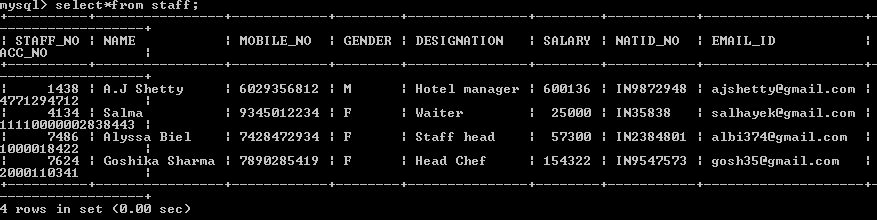 mysql> select*from staff;
+----------+----------------+------------+--------+---------------+--------+-----------+--------------------+
-------------------+
| STAFF_NO | NAME           | MOBILE_NO  | GENDER | DESIGNATION   | SALARY | NATID_NO  | EMAIL_ID           |
ACC_NO             |
+----------+----------------+------------+--------+---------------+--------+-----------+--------------------+
-------------------+
|     1438 | A.J Shetty     | 6029356812 | M      | Hotel manager | 600136 | IN9872948 | ajshetty@gmail.com |
4771294712         |
|     4134 | Salma          | 9345012234 | F      | Waiter        |  25000 | IN35838   | salhayek@gmail.com |
11110000002838443 |
|     7486 | Alyssa Biel    | 7428472934 | F      | Staff head    |  57300 | IN2384801 | albi374@gmail.com  |
1000018422         |
|     7624 | Goshika Sharma | 7890285419 | F      | Head Chef     | 154322 | IN9547573 | gosh35@gmail.com   |
2000110341         |
+----------+----------------+------------+--------+---------------+--------+-----------+--------------------+
-------------------+
4 rows in set (0.00 sec)